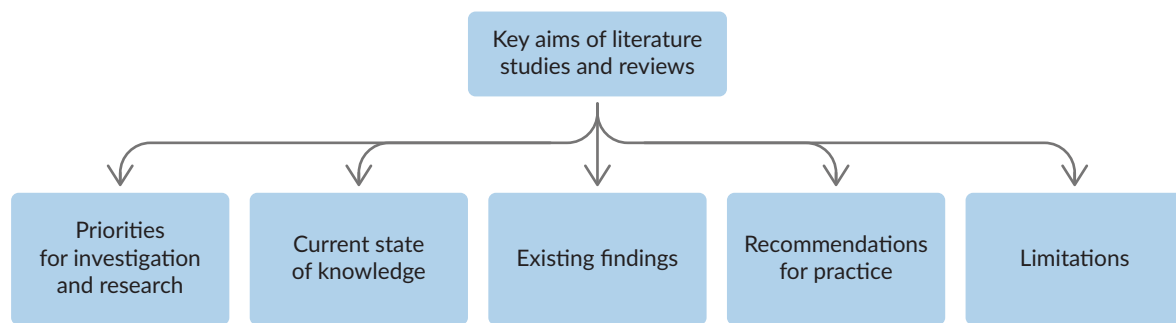 Key aims of literature
studies and reviews
Priorities
for investigation
and research
Current state
of knowledge
Existing findings
Recommendations
for practice
Limitations